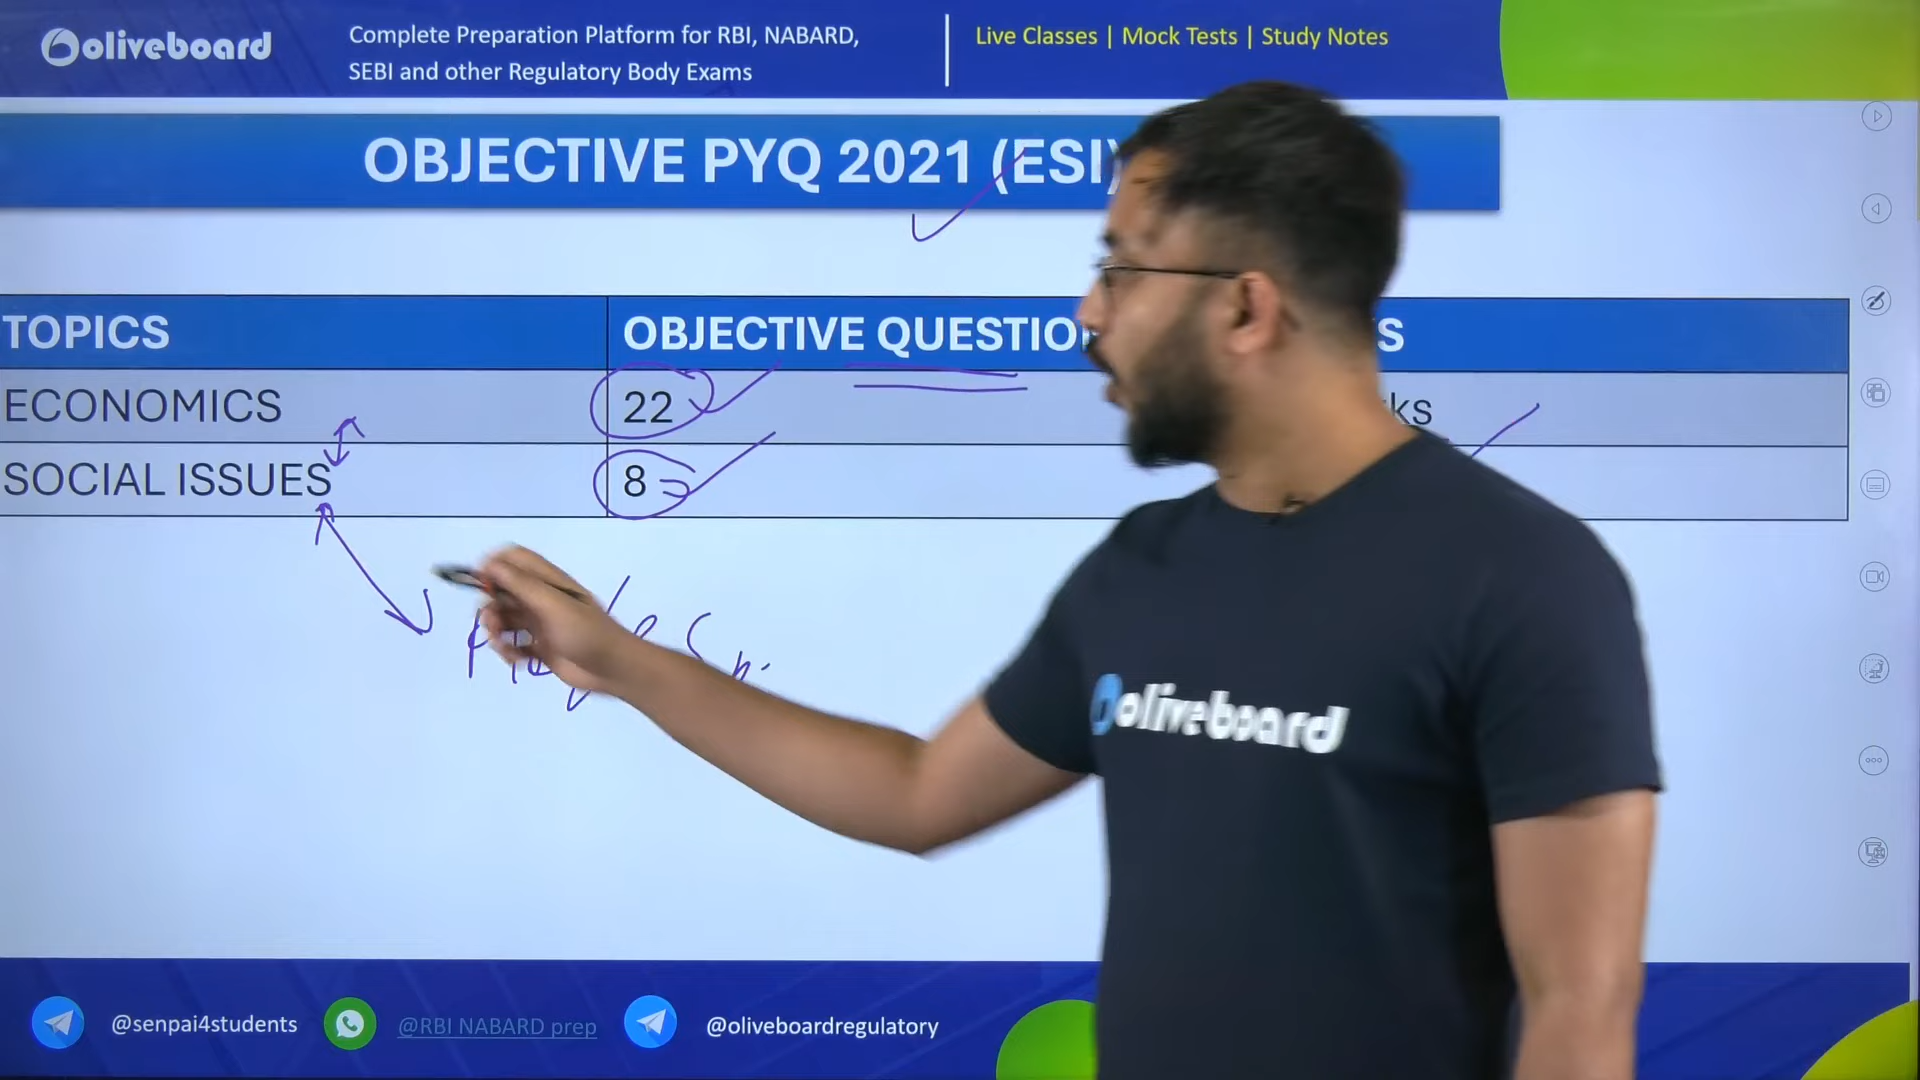 oliveboard
Complete Preparation Platform for RBI, NABARD,
SEBI and other Regulatory Body Exams
Live Classes | Mock Tests | Study Notes
OBJECTIVE PYQ 2021 (ESI)
TOPICS
OBJECTIVE QUESTIO
S
ECONOMICS
22
ks
SOCIAL ISSUES
8
oliveboard
@senpai4students
@RBI NABARD prep
@oliveboardregulatory